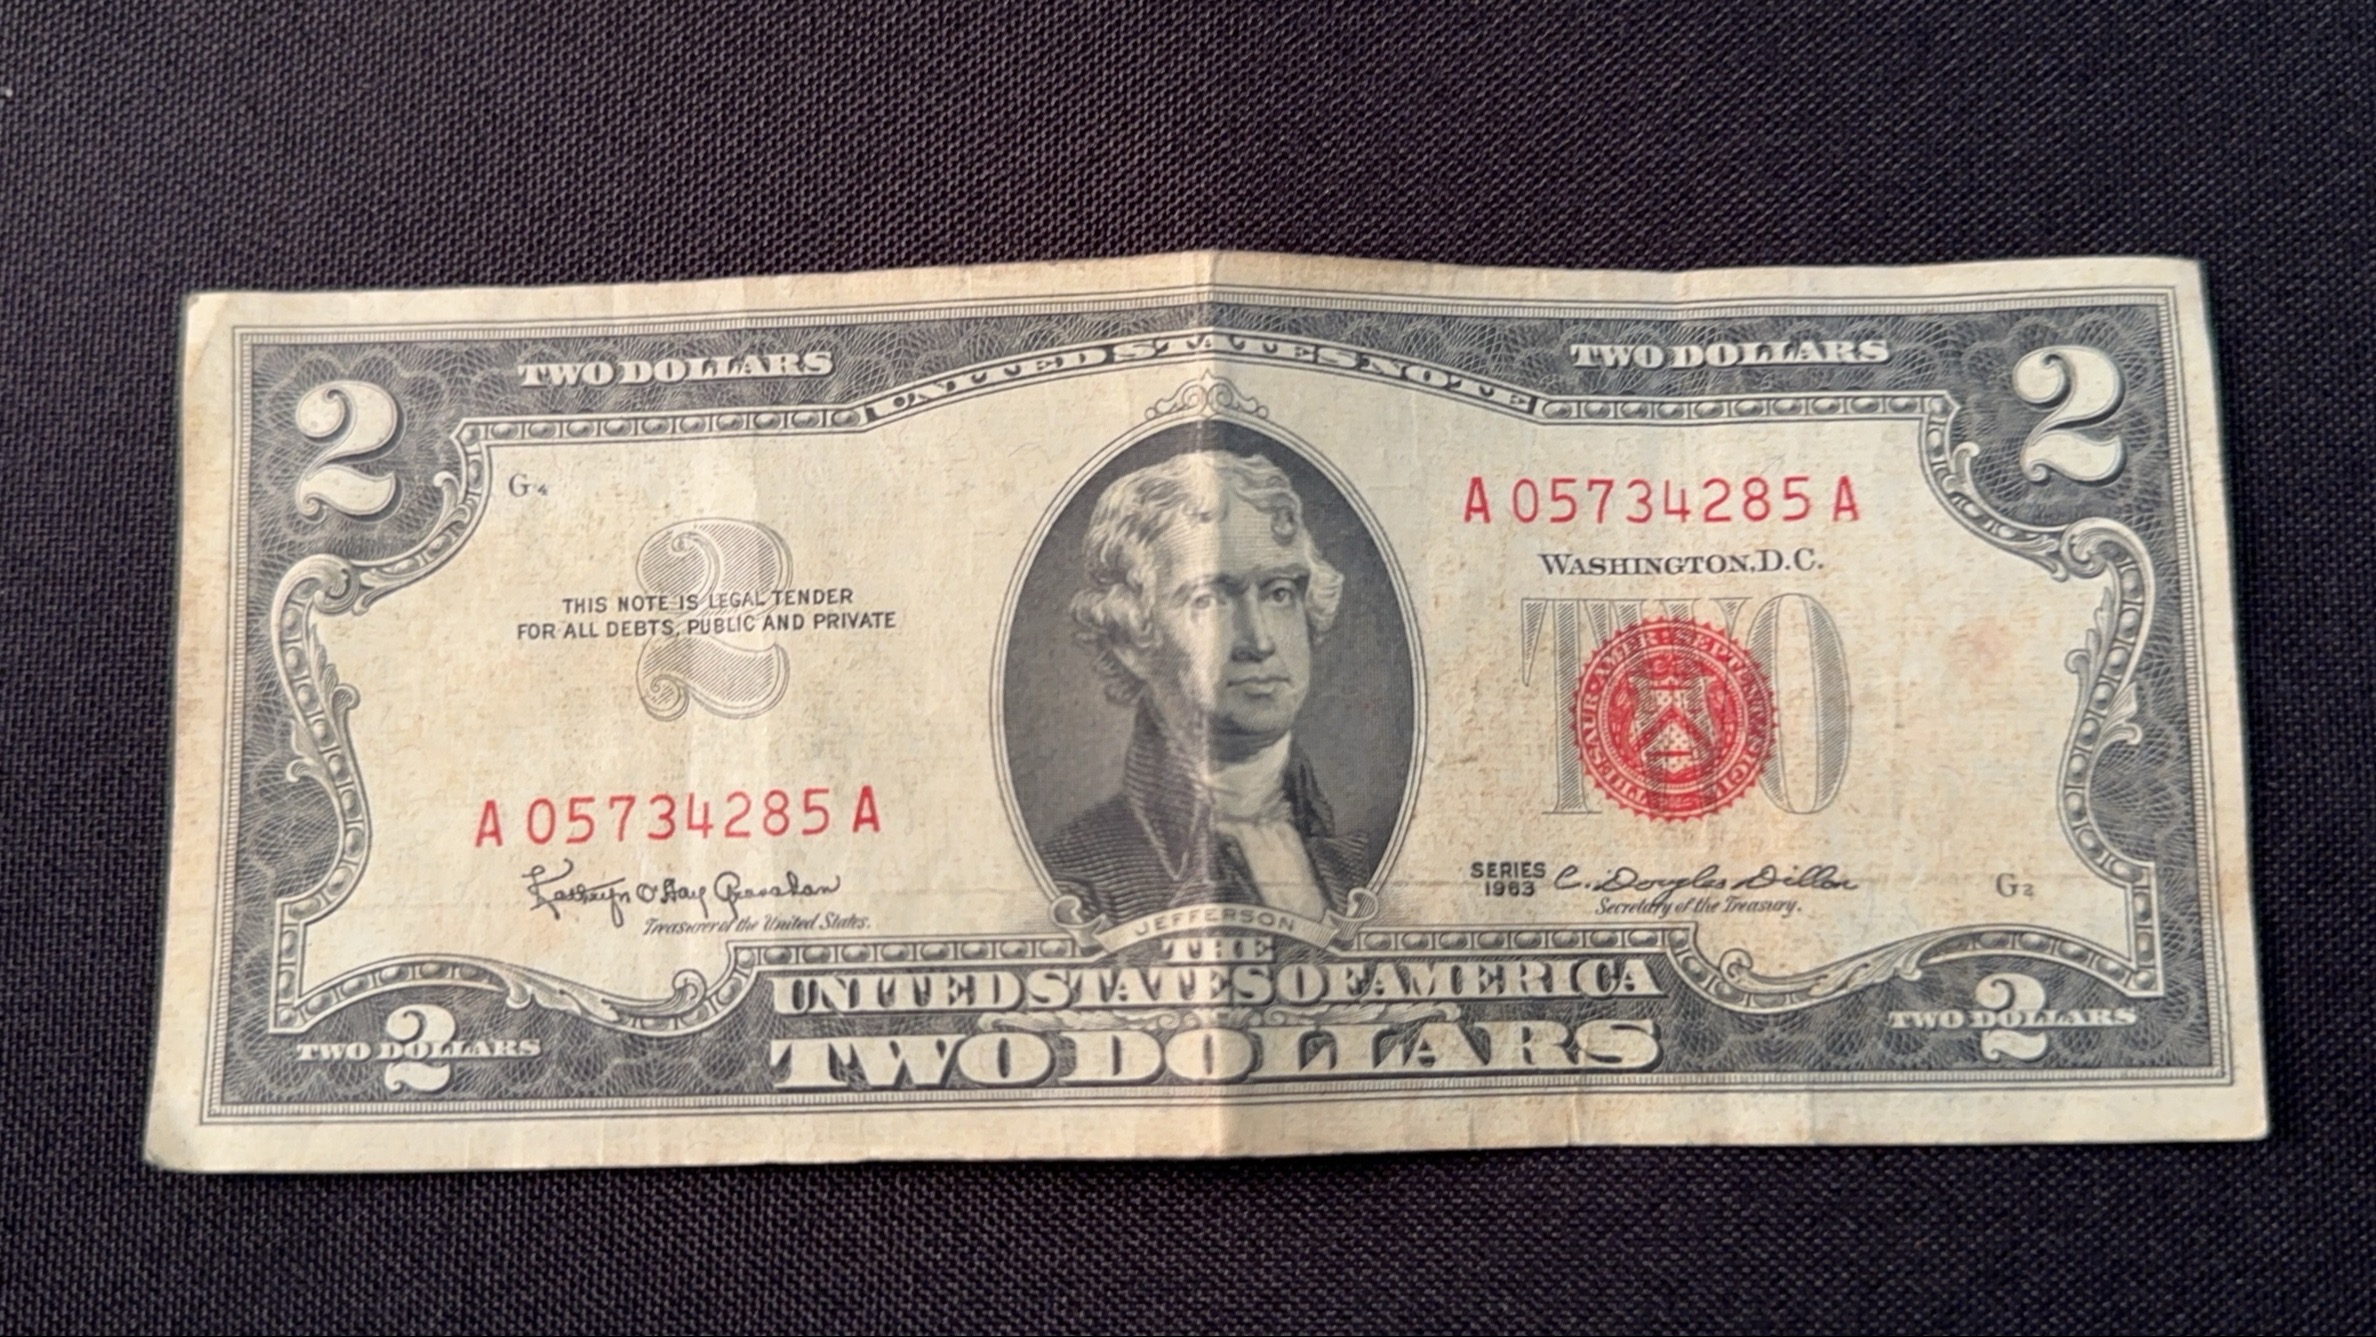 TWO DOLLARS
UNITED STATES NOTE
TWO DOLLARS
2
2
G4
A 05734285 A
WASHINGTON, D.C.
2
THIS NOTE IS LEGAL TENDER
FOR ALL DEBTS, PUBLIC AND PRIVATE
TWO
A 05734285 A
Kathryn O'Hay Granahan
Treasurer of the United States.
SERIES
1963
C. Douglas Dillon
Secretary of the Treasury.
G2
JEFFERSON
THE
UNITED STATES OF AMERICA
TWO DOLLARS
2
TWO DOLLARS
2
TWO DOLLARS